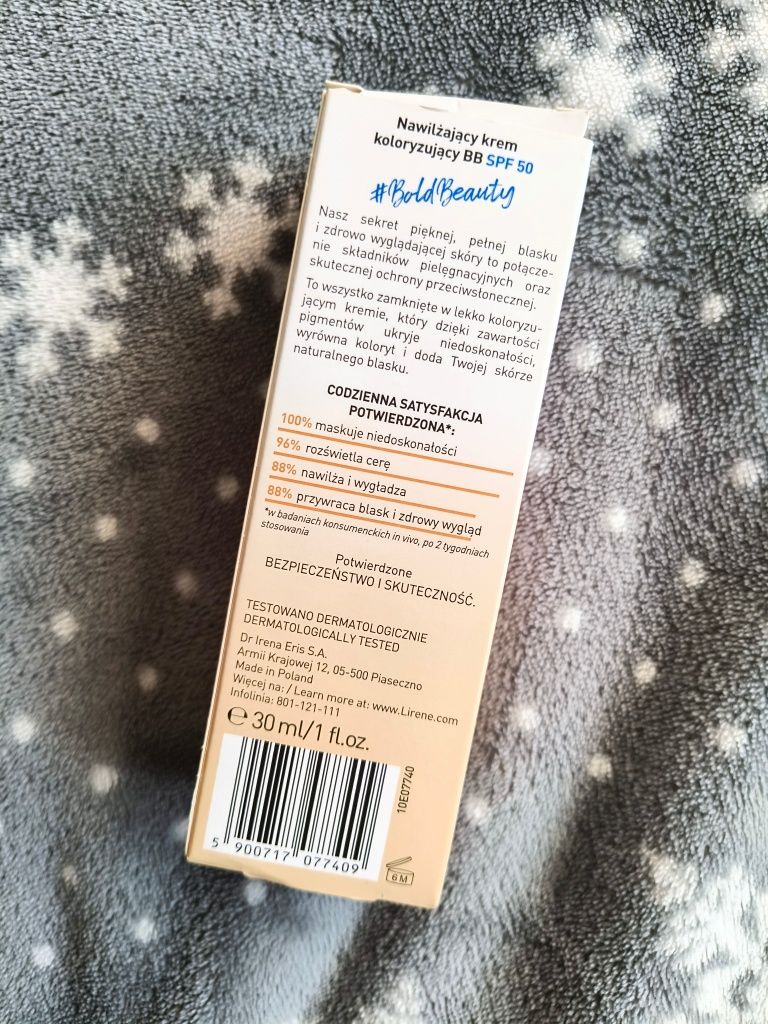 Nawilżający krem
koloryzujący BB SPF 50
#BoldBeauty
Nasz sekret pięknej, pełnej blasku
i zdrowo wyglądającej skóry to połącze-
nie składników pielęgnacyjnych oraz
skutecznej ochrony przeciwsłonecznej.
To wszystko zamknięte w lekko koloryzu-
jącym kremie, który dzięki zawartości
pigmentów ukryje niedoskonałości,
wyrówna koloryt i doda Twojej skórze
naturalnego blasku.
CODZIENNA SATYSFAKCJA
POTWIERDZONA*:
100% maskuje niedoskonałości
96% rozświetla cerę
88% nawilża i wygładza
88% przywraca blask i zdrowy wygląd
*w badaniach konsumenckich in vivo, po 2 tygodniach
stosowania
Potwierdzone
BEZPIECZEŃSTWO I SKUTECZNOŚĆ.
TESTOWANO DERMATOLOGICZNIE
DERMATOLOGICALLY TESTED
Dr Irena Eris S.A.
Armii Krajowej 12, 05-500 Piaseczno
Made in Poland
Więcej na: / Learn more at: www.Lirene.com
Infolinia: 801-121-111
℮ 30 ml/1 fl.oz.
10E07740
5 900717 077409
6M